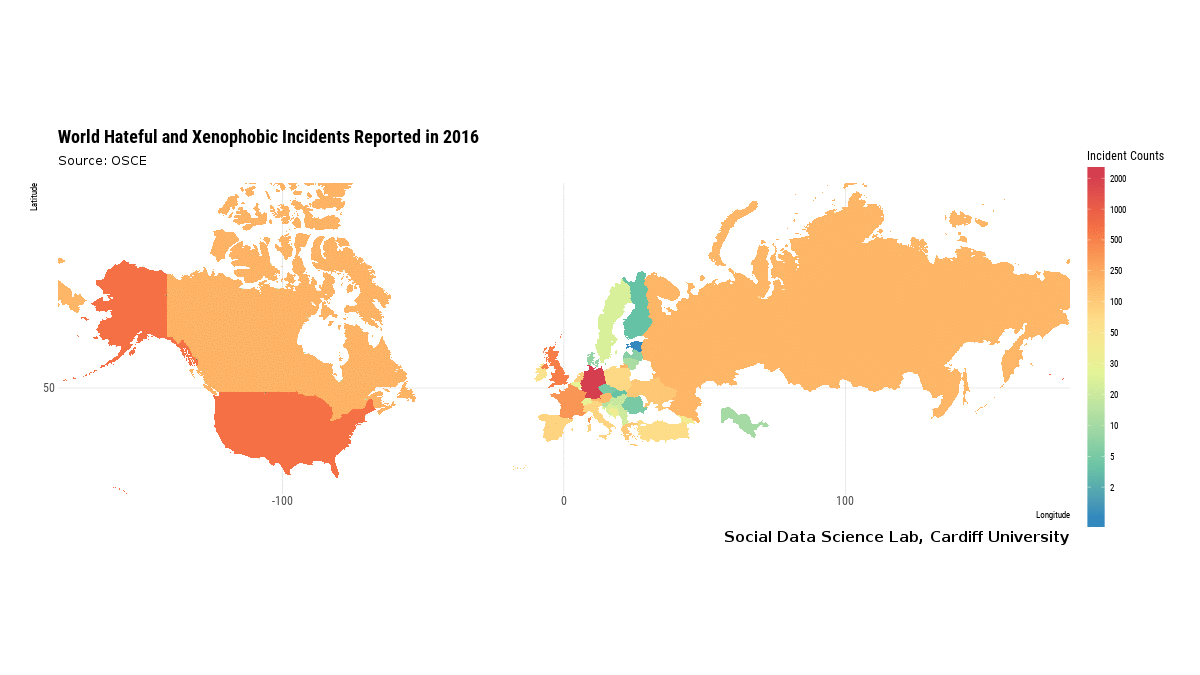 World Hateful and Xenophobic Incidents Reported in 2016
Source: OSCE
Latitude
50
-100
0
100
Longitude
Social Data Science Lab, Cardiff University
Incident Counts
2000
1000
500
250
100
50
30
20
10
5
2